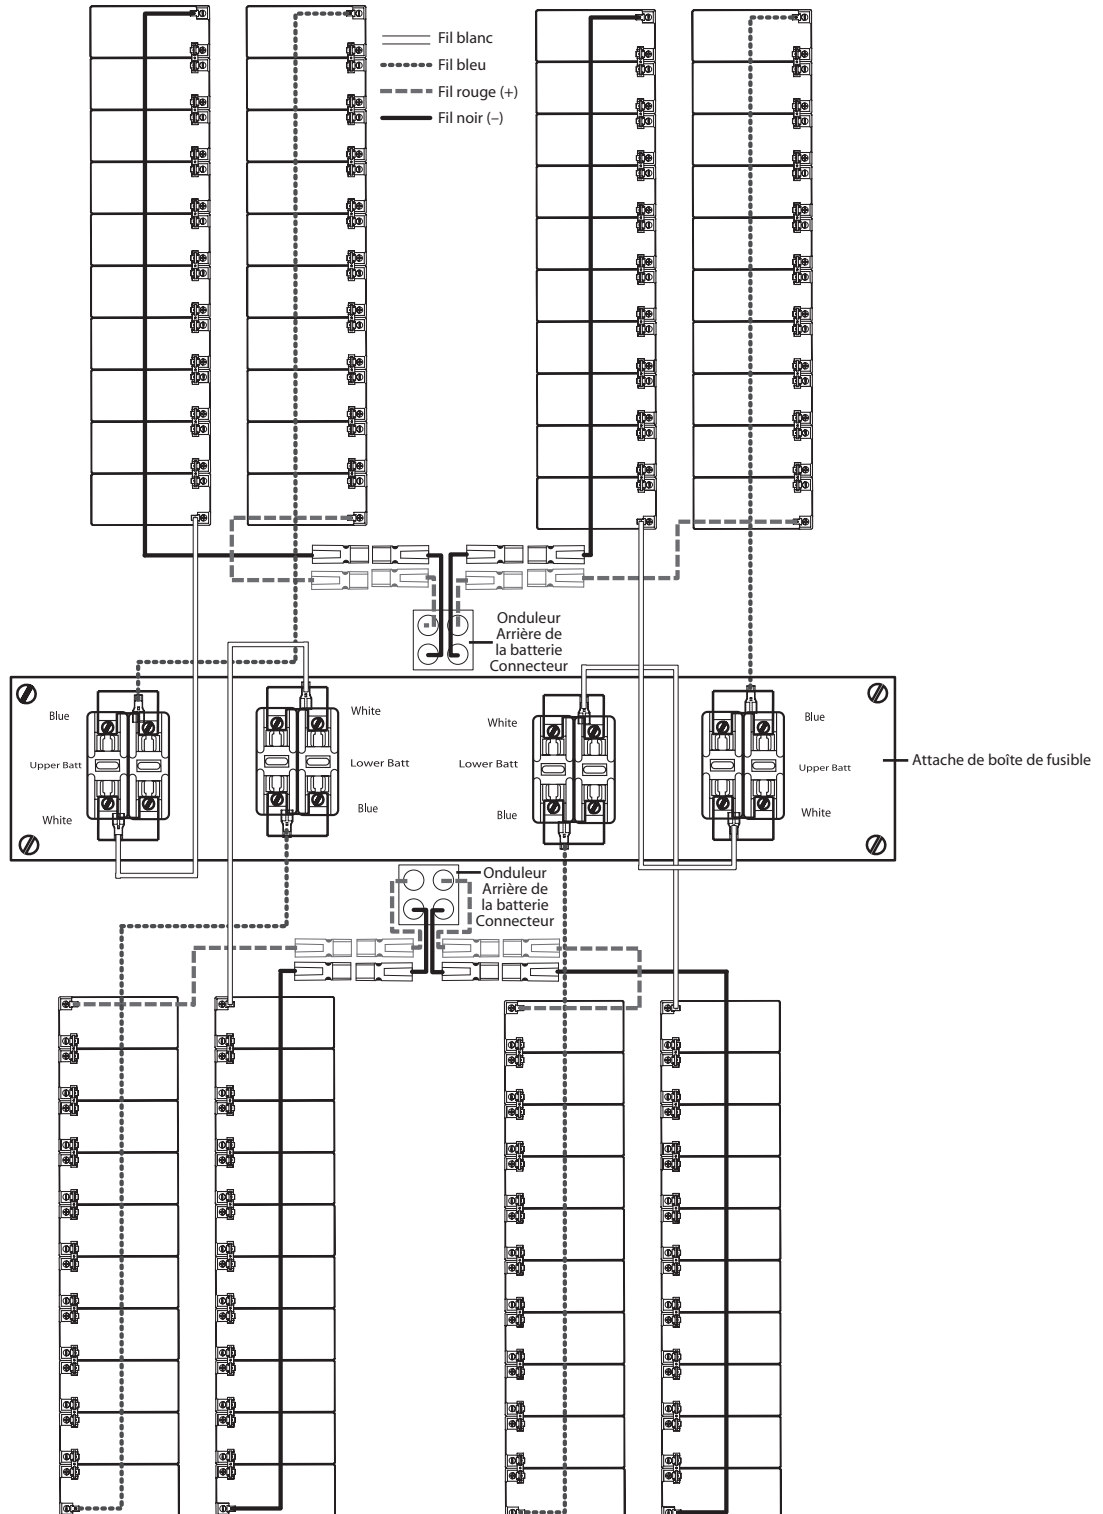 Fil blanc
Fil bleu
Fil rouge (+)
Fil noir (–)
Onduleur
Arrière de
la batterie
Connecteur
Blue
Upper Batt
White
White
Lower Batt
Blue
White
Lower Batt
Blue
Blue
Upper Batt
White
Attache de boîte de fusible
Onduleur
Arrière de
la batterie
Connecteur